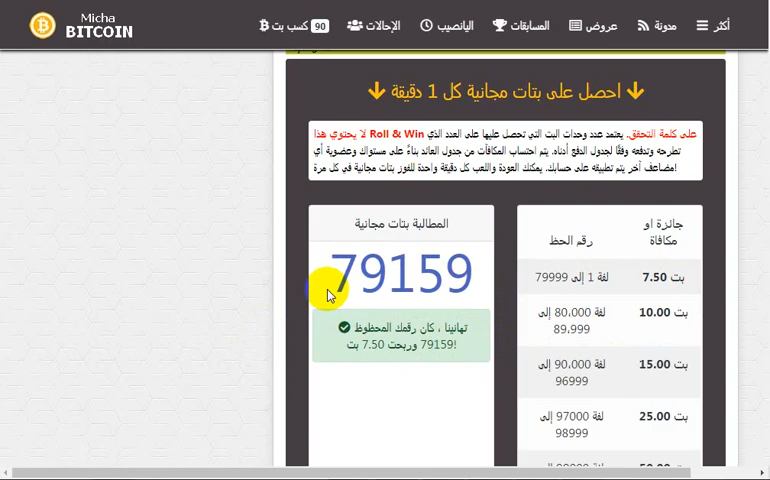 Micha
BITCOIN
كسب بت 90
الإحالات
اليانصيب
المسابقات
عروض
مدونة
أكثر
احصل على بتات مجانية كل 1 دقيقة
على كلمة التحقق. يعتمد عدد وحدات البت التي تحصل عليها على العدد الذي Roll & Win لا يحتوي هذا
تطرحه وتدفعه وفقًا لجدول الدفع أدناه. يتم احتساب المكافآت من جدول العائد بناءً على مستواك وعضوية أي
مضاعف آخر يتم تطبيقه على حسابك. يمكنك العودة واللعب كل دقيقة واحدة للفوز بتات مجانية في كل مرة!
المطالبة بتات مجانية
79159
تهانينا ، كان رقمك المحظوظ
79159 وربحت 7.50 بت!
جائزة او مكافاة
رقم الحظ
بت 7.50
لفة 1 إلى 79999
بت 10.00
لفة 80،000 إلى
89،999
بت 15.00
لفة 90،000 إلى
96999
بت 25.00
لفة 97000 إلى
98999